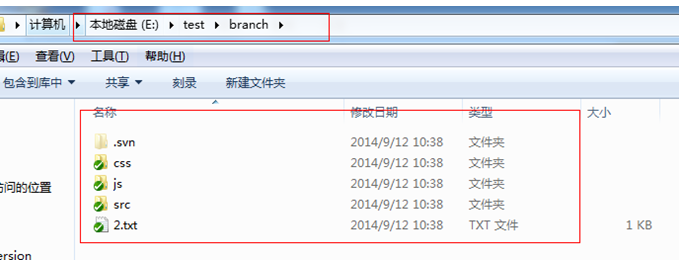 计算机 本地磁盘 (E:) test branch
辑(E) 查看(V) 工具(T) 帮助(H)
包含到库中 共享 刻录 新建文件夹
名称 修改日期 类型 大小
.svn 2014/9/12 10:38 文件夹
css 2014/9/12 10:38 文件夹
js 2014/9/12 10:38 文件夹
访问的位置
src 2014/9/12 10:38 文件夹
2.txt 2014/9/12 10:38 TXT 文件 1 KB
ersion